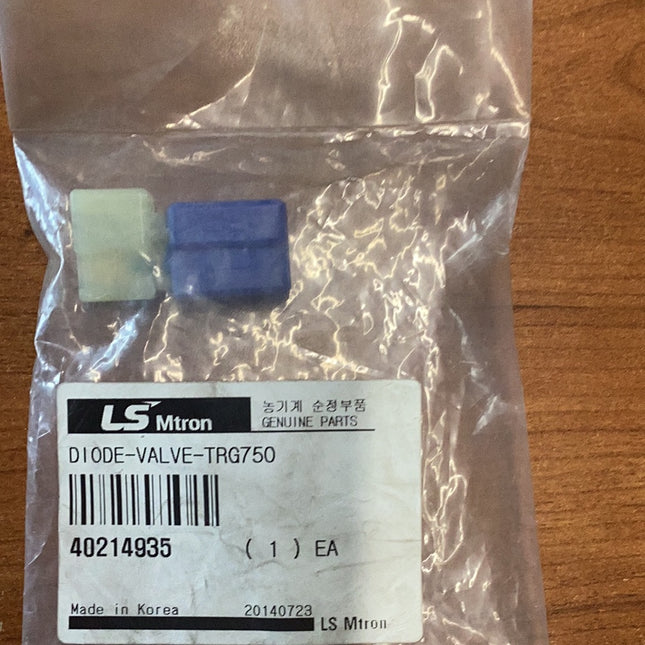 LS Mtron 농기계 순정부품
GENUINE PARTS
DIODE-VALVE-TRG750
40214935 ( 1 ) EA
Made in Korea 20140723
LS Mtron